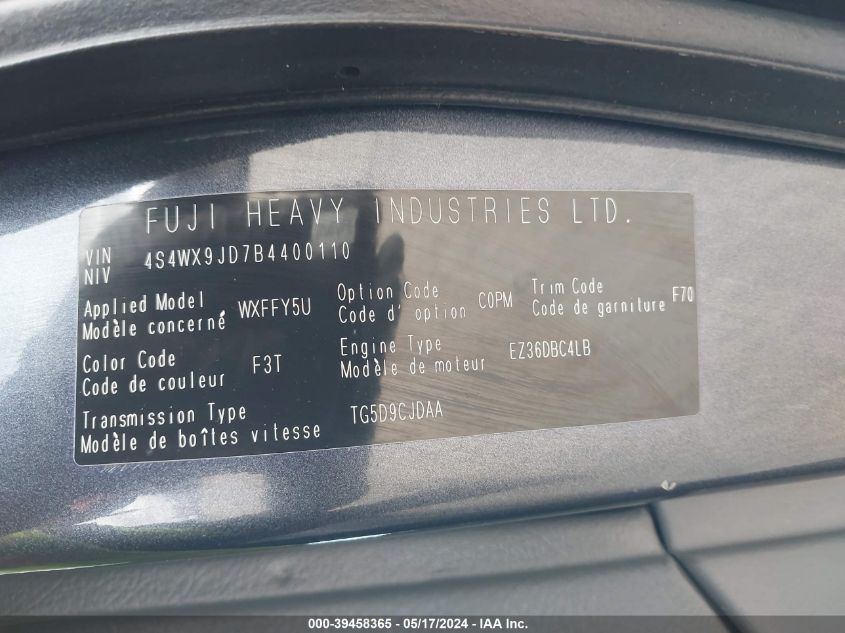 FUJI HEAVY INDUSTRIES LTD.
VIN
NIV
4S4WX9JD7B4400110
Applied Model
Modèle concerné
WXFFY5U
Option Code
Code d' option
C0PM
Trim Code
Code de garniture
F70
Color Code
Code de couleur
F3T
Engine Type
Modèle de moteur
EZ36DBC4LB
Transmission Type
Modèle de boîtes vitesse
TG5D9CJDAA
000-39458365 - 05/17/2024 - IAA Inc.